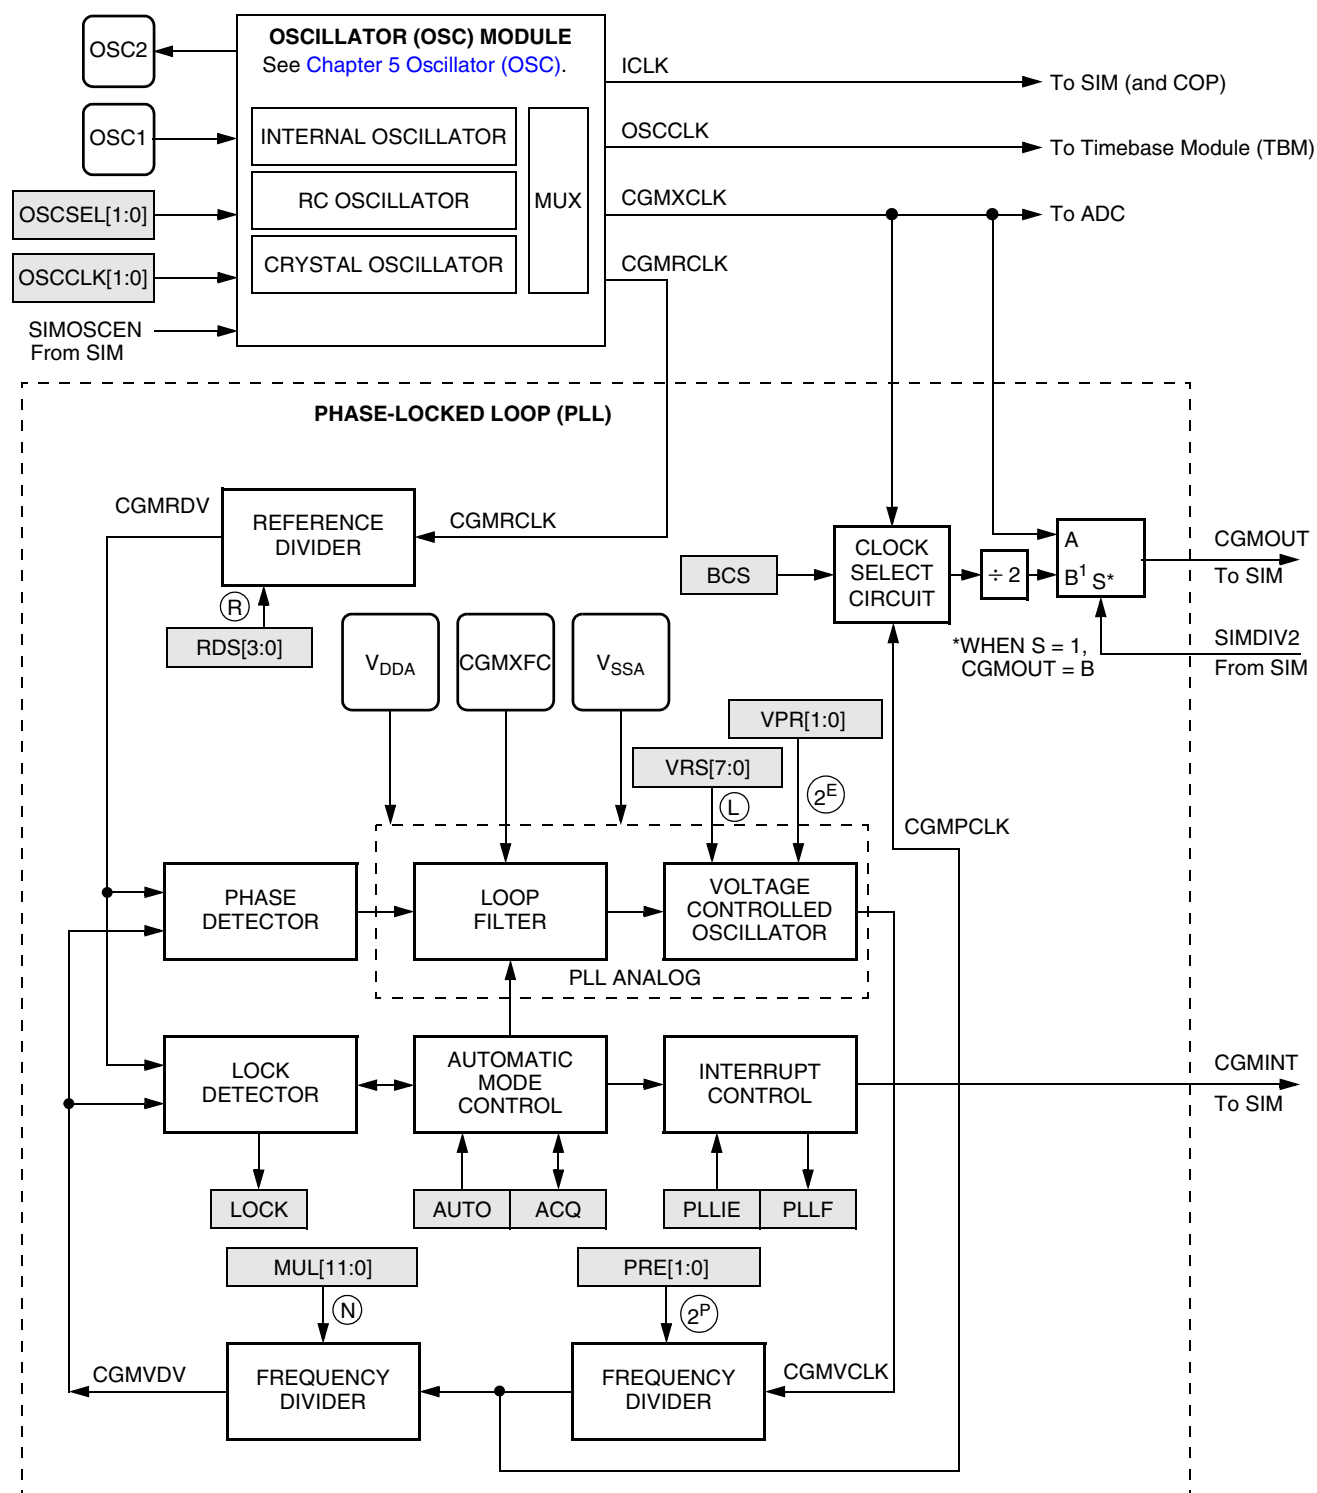 OSC2
OSCILLATOR (OSC) MODULE
See Chapter 5 Oscillator (OSC).
ICLK
To SIM (and COP)
OSC1
INTERNAL OSCILLATOR
OSCCLK
To Timebase Module (TBM)
OSCSEL[1:0]
RC OSCILLATOR
MUX
CGMXCLK
To ADC
OSCCLK[1:0]
CRYSTAL OSCILLATOR
CGMRCLK
SIMOSCEN
From SIM
PHASE-LOCKED LOOP (PLL)
CGMRDV
REFERENCE
DIVIDER
CGMRCLK
BCS
CLOCK
SELECT
CIRCUIT
÷ 2
A
B1 S*
CGMOUT
To SIM
R
RDS[3:0]
VDDA
CGMXFC
VSSA
*WHEN S = 1,
CGMOUT = B
SIMDIV2
From SIM
VPR[1:0]
VRS[7:0]
L
2E
CGMPCLK
PHASE
DETECTOR
LOOP
FILTER
VOLTAGE
CONTROLLED
OSCILLATOR
PLL ANALOG
LOCK
DETECTOR
AUTOMATIC
MODE
CONTROL
INTERRUPT
CONTROL
CGMINT
To SIM
LOCK
AUTO
ACQ
PLLIE
PLLF
MUL[11:0]
PRE[1:0]
N
2P
CGMVDV
FREQUENCY
DIVIDER
FREQUENCY
DIVIDER
CGMVCLK